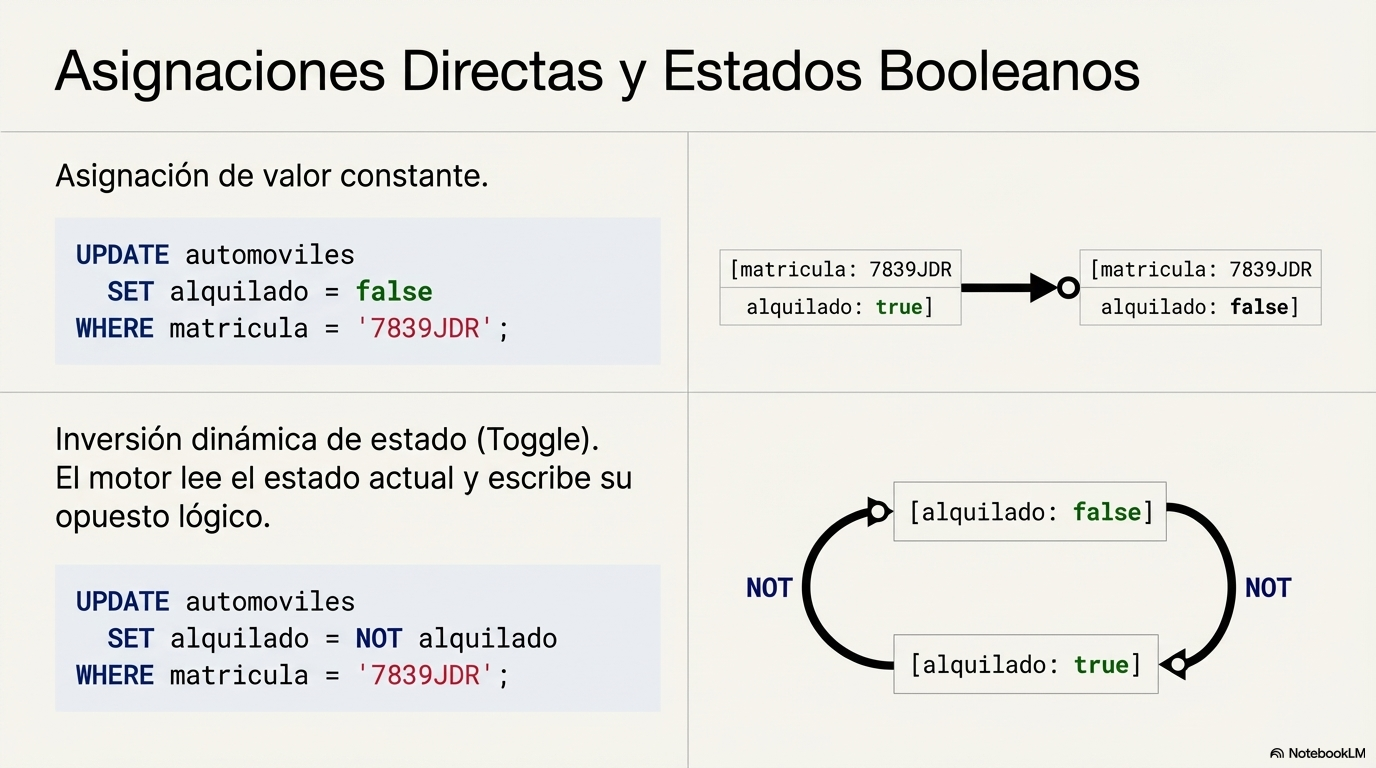 Asignaciones Directas y Estados Booleanos
Asignación de valor constante.
UPDATE automoviles
SET alquilado = false
WHERE matricula = '7839JDR';
[matricula: 7839JDR
alquilado: true]
[matricula: 7839JDR
alquilado: false]
Inversión dinámica de estado (Toggle).
El motor lee el estado actual y escribe su
opuesto lógico.
UPDATE automoviles
SET alquilado = NOT alquilado
WHERE matricula = '7839JDR';
[alquilado: false]
NOT
NOT
[alquilado: true]
NotebookLM